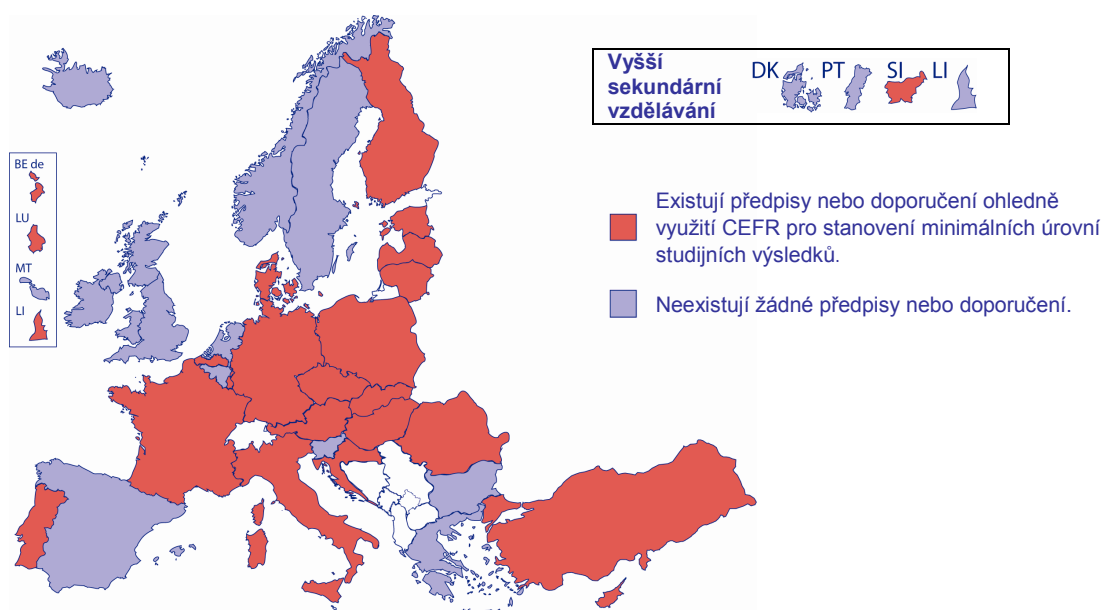 Vyšší
sekundární
vzdělávání
DK PT SI LI
BE de
LU
MT
LI
Existují předpisy nebo doporučení ohledně
využití CEFR pro stanovení minimálních úrovní
studijních výsledků.
Neexistují žádné předpisy nebo doporučení.